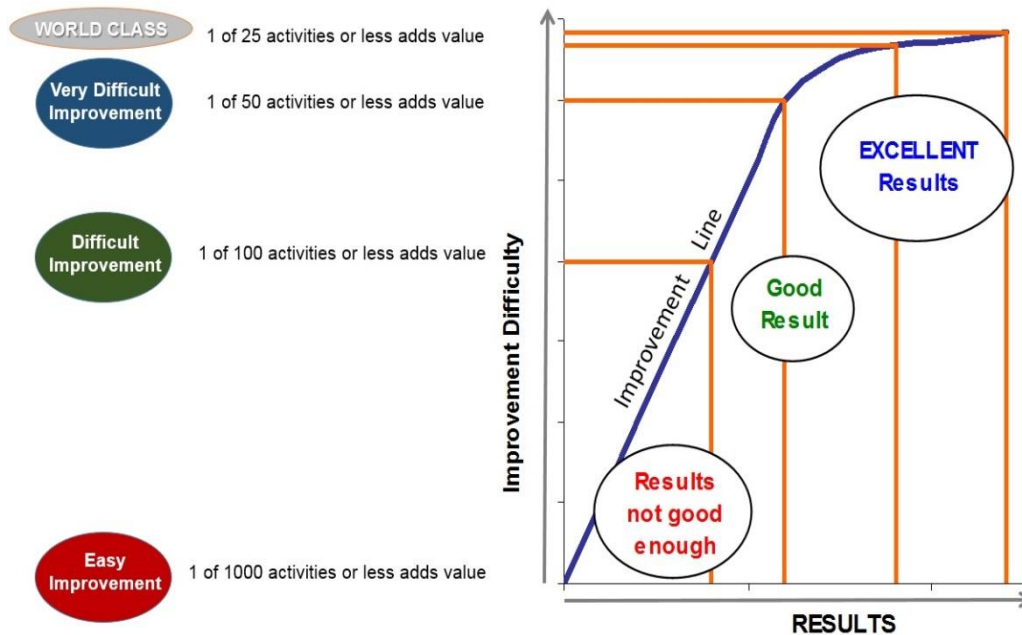 WORLD CLASS
1 of 25 activities or less adds value
Very Difficult
Improvement
1 of 50 activities or less adds value
Difficult
Improvement
1 of 100 activities or less adds value
Easy
Improvement
1 of 1000 activities or less adds value
Improvement Difficulty
Improvement Line
EXCELLENT
Results
Good
Result
Results
not good
enough
RESULTS